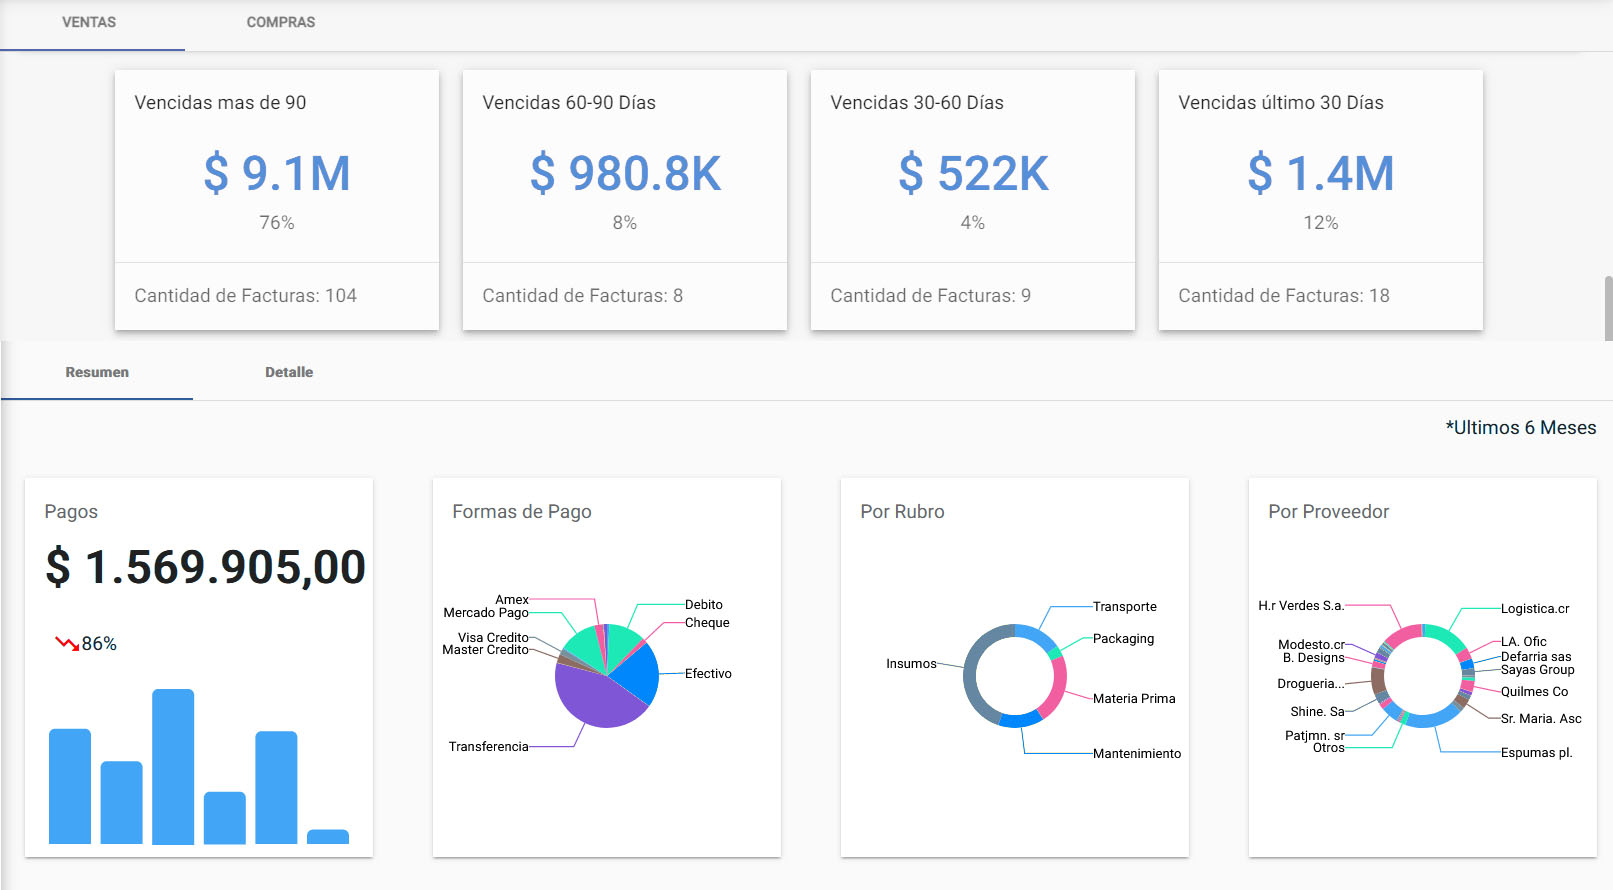 VENTAS COMPRAS
Vencidas mas de 90
$ 9.1M
76%
Cantidad de Facturas: 104
Vencidas 60-90 Días
$ 980.8K
8%
Cantidad de Facturas: 8
Vencidas 30-60 Días
$ 522K
4%
Cantidad de Facturas: 9
Vencidas último 30 Días
$ 1.4M
12%
Cantidad de Facturas: 18
Resumen Detalle
*Ultimos 6 Meses
Pagos
$ 1.569.905,00
86%
Formas de Pago
Amex
Mercado Pago
Visa Credito
Master Credito
Transferencia
Debito
Cheque
Efectivo
Por Rubro
Insumos
Transporte
Packaging
Materia Prima
Mantenimiento
Por Proveedor
H.r Verdes S.a.
Modesto.cr
B. Designs
Drogueria...
Shine. Sa
Patjmn. sr
Otros
Logistica.cr
LA. Ofic
Defarria sas
Sayas Group
Quilmes Co
Sr. Maria. Asc
Espumas pl.